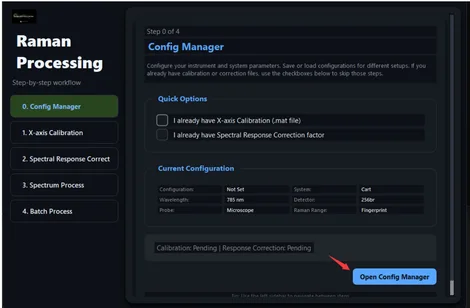 Raman
Processing
Step-by-step workflow
0. Config Manager
1. X-axis Calibration
2. Spectral Response Correct
3. Spectrum Process
4. Batch Process
Step 0 of 4
Config Manager
Configure your instrument and system parameters. Save or load configurations for different setups. If you
already have calibration or correction files, use the checkboxes below to skip those steps.
Quick Options
I already have X-axis Calibration (.mat file)
I already have Spectral Response Correction factor
Current Configuration
Configuration: Not Set System: Cart
Wavelength: 785 nm Detector: 256br
Probe: Microscope Raman Range: Fingerprint
Calibration: Pending | Response Correction: Pending
Open Config Manager